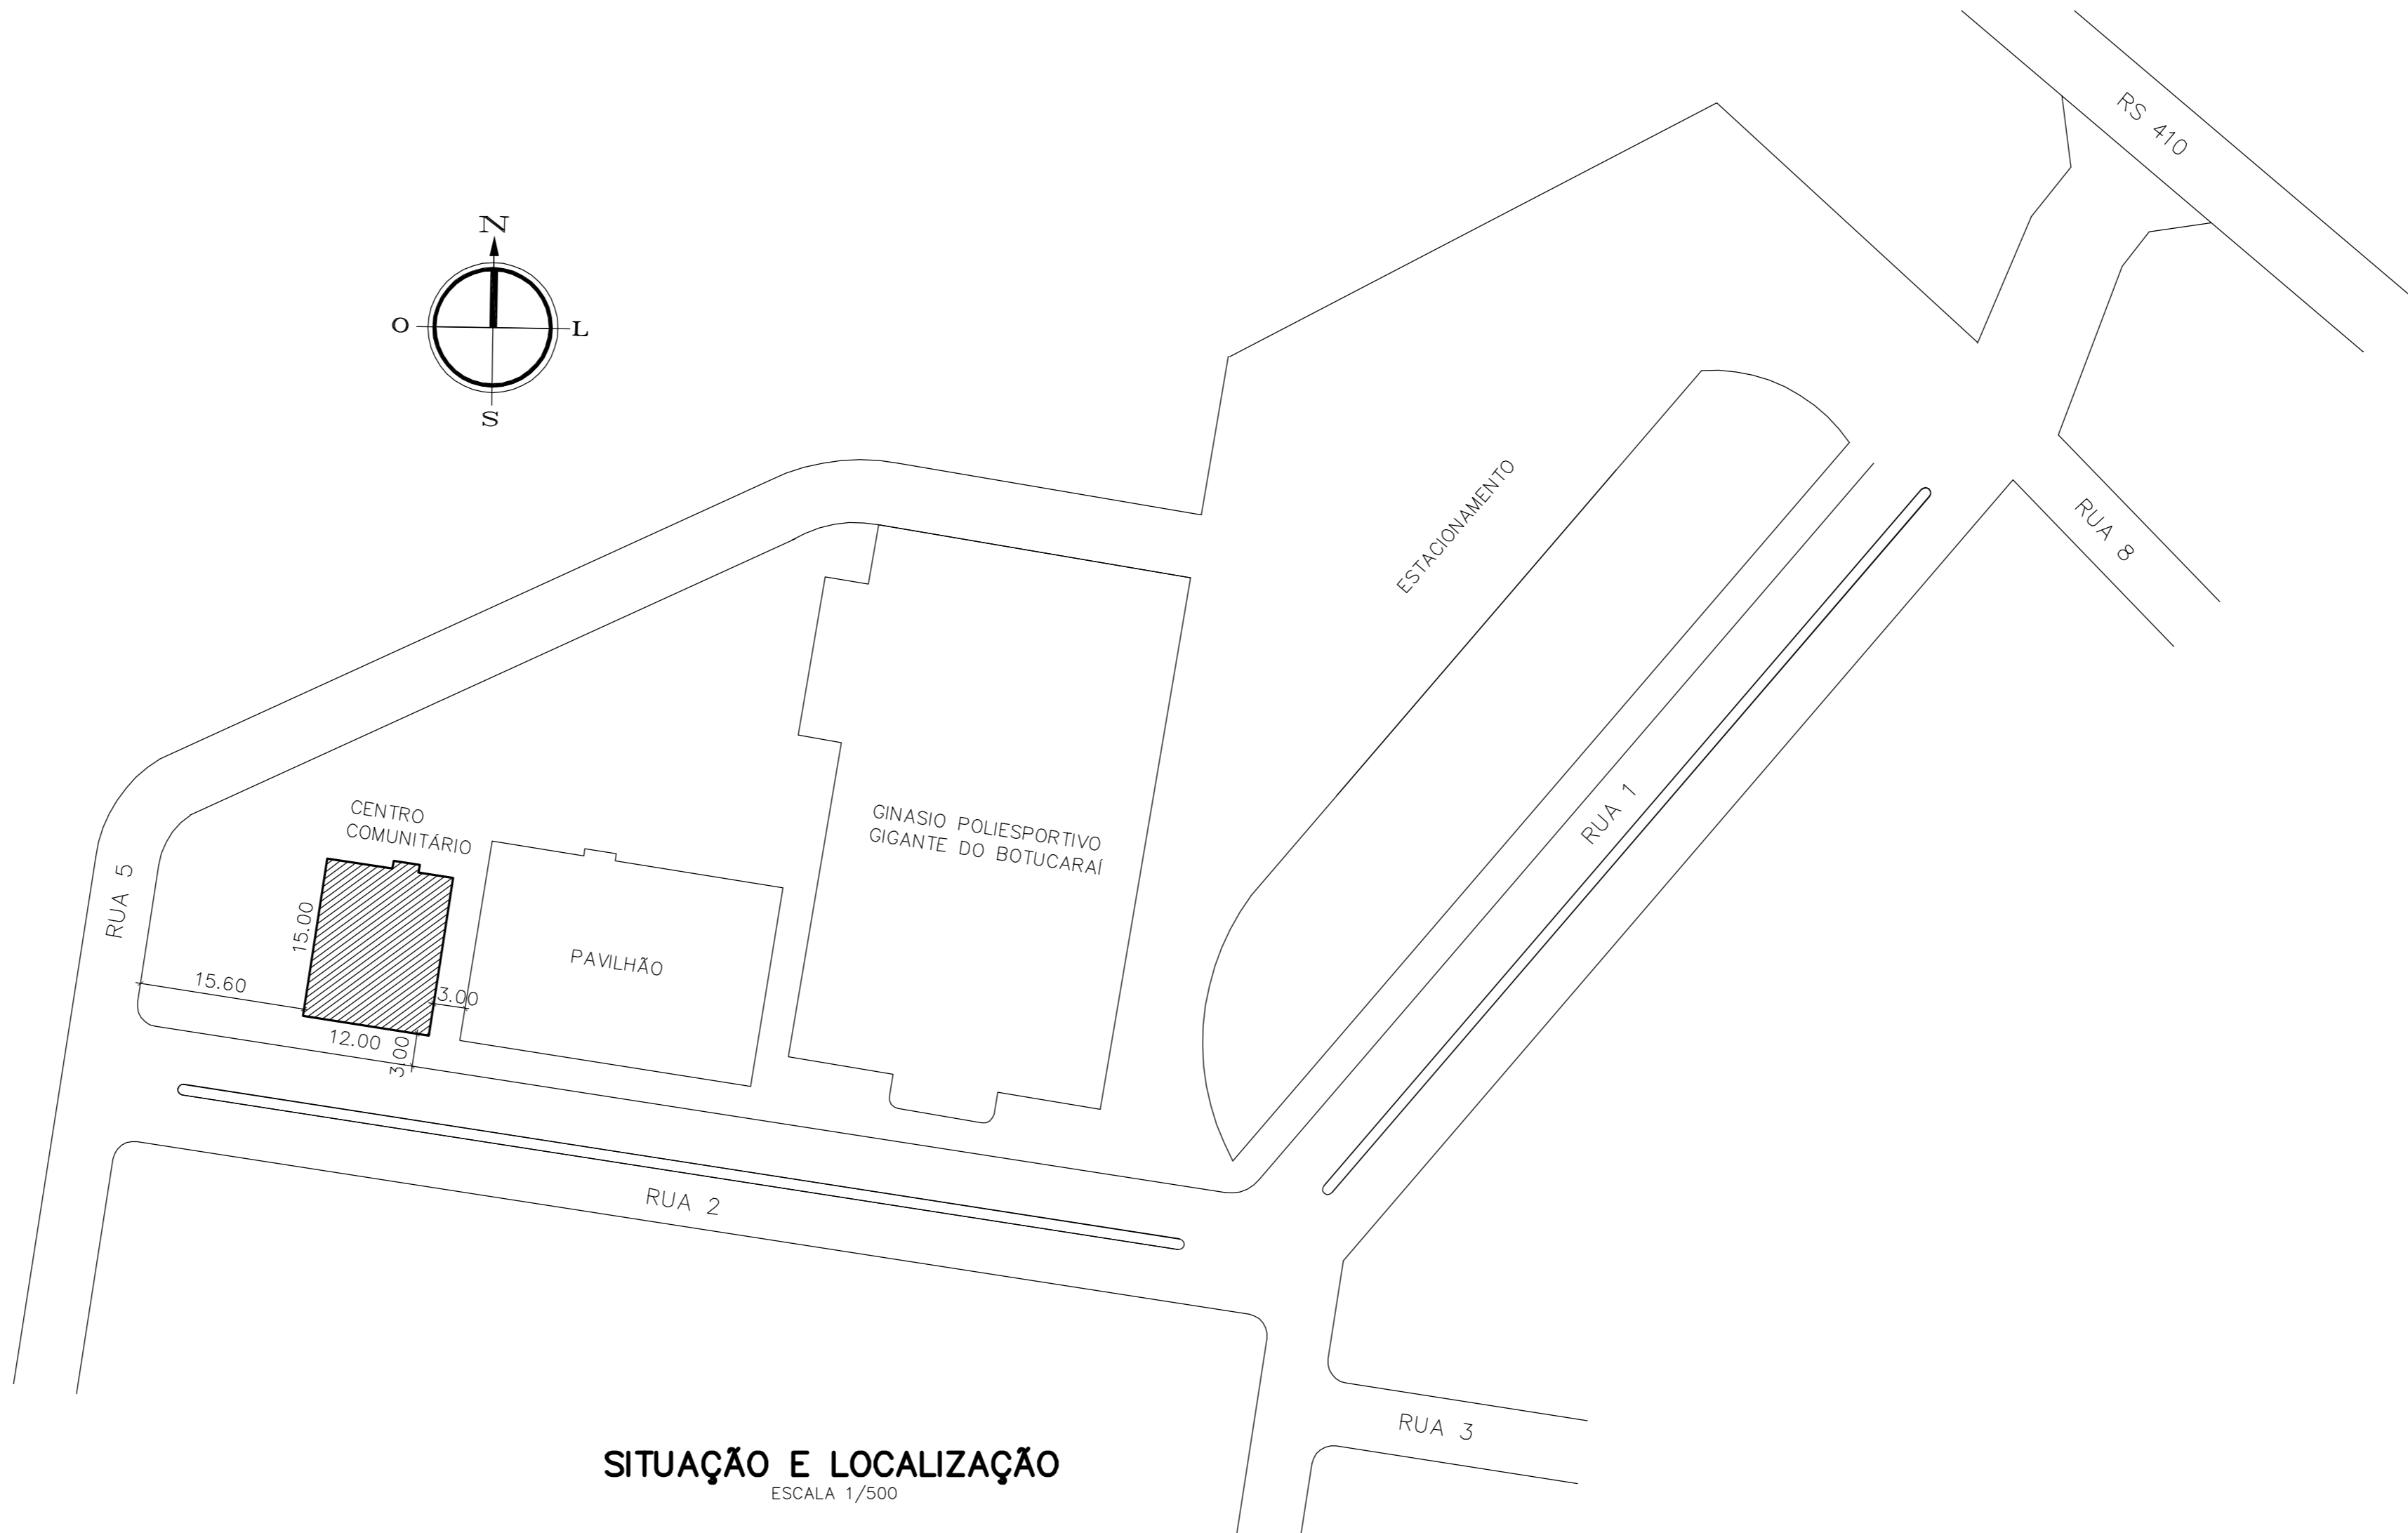 RS 410
N
O
L
S
ESTACIONAMENTO
RUA 8
RUA 1
CENTRO
COMUNITÁRIO
GINASIO POLIESPORTIVO
GIGANTE DO BOTUCARAÍ
RUA 5
15.00
PAVILHÃO
15.60
3.00
12.00
3.00
RUA 2
RUA 3
SITUAÇÃO E LOCALIZAÇÃO
ESCALA 1/500